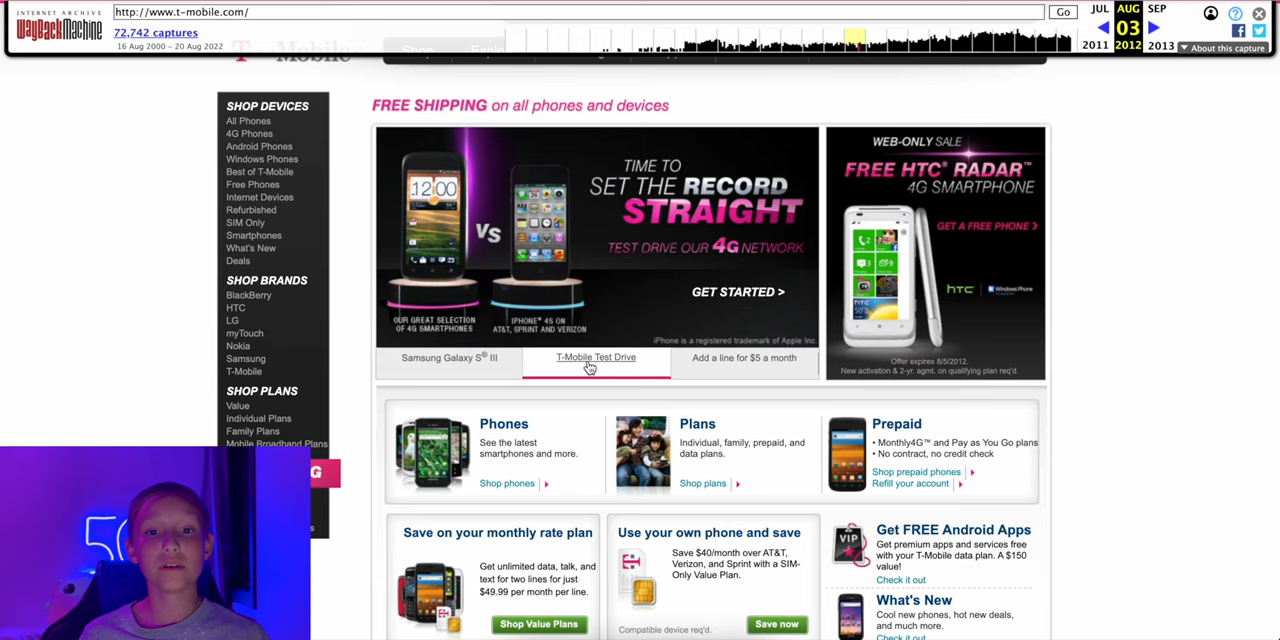 INTERNET ARCHIVE
WayBackMachine
http://www.t-mobile.com/
Go
72,742 captures
16 Aug 2000 – 20 Aug 2022
JUL
AUG
SEP
03
2011
2012
2013
▼ About this capture
T Mobile
FREE SHIPPING on all phones and devices
SHOP DEVICES
All Phones
4G Phones
Android Phones
Windows Phones
Best of T-Mobile
Free Phones
Internet Devices
Refurbished
SIM Only
Smartphones
What's New
Deals
SHOP BRANDS
BlackBerry
HTC
LG
myTouch
Nokia
Samsung
T-Mobile
SHOP PLANS
Value
Individual Plans
Family Plans
Mobile Broadband Plans
12:00
VS
TIME TO
SET THE RECORD
STRAIGHT
TEST DRIVE OUR 4G NETWORK
GET STARTED >
OUR GREAT SELECTION
OF 4G SMARTPHONES
IPHONE® 4S ON
AT&T, SPRINT AND VERIZON
iPhone is a registered trademark of Apple Inc.
Samsung Galaxy S® III
T-Mobile Test Drive
Add a line for $5 a month
WEB-ONLY SALE
FREE HTC® RADAR™
4G SMARTPHONE
GET A FREE PHONE >
hTC
Windows Phone
Offer expires 8/5/2012.
New activation & 2-yr. agmt. on qualifying plan req'd.
Phones
See the latest
smartphones and more.
Shop phones
Plans
Individual, family, prepaid, and
data plans.
Shop plans
Prepaid
• Monthly4G™ and Pay as You Go plans
• No contract, no credit check
Shop prepaid phones
Refill your account
Save on your monthly rate plan
Get unlimited data, talk, and
text for two lines for just
$49.99 per month per line.
Shop Value Plans
Use your own phone and save
Save $40/month over AT&T,
Verizon, and Sprint with a SIM-
Only Value Plan.
Compatible device req'd.
Save now
VIP
Get FREE Android Apps
Get premium apps and services free
with your T-Mobile data plan. A $150
value!
Check it out
What's New
Cool new phones, hot new deals,
and much more.
Check it out
G